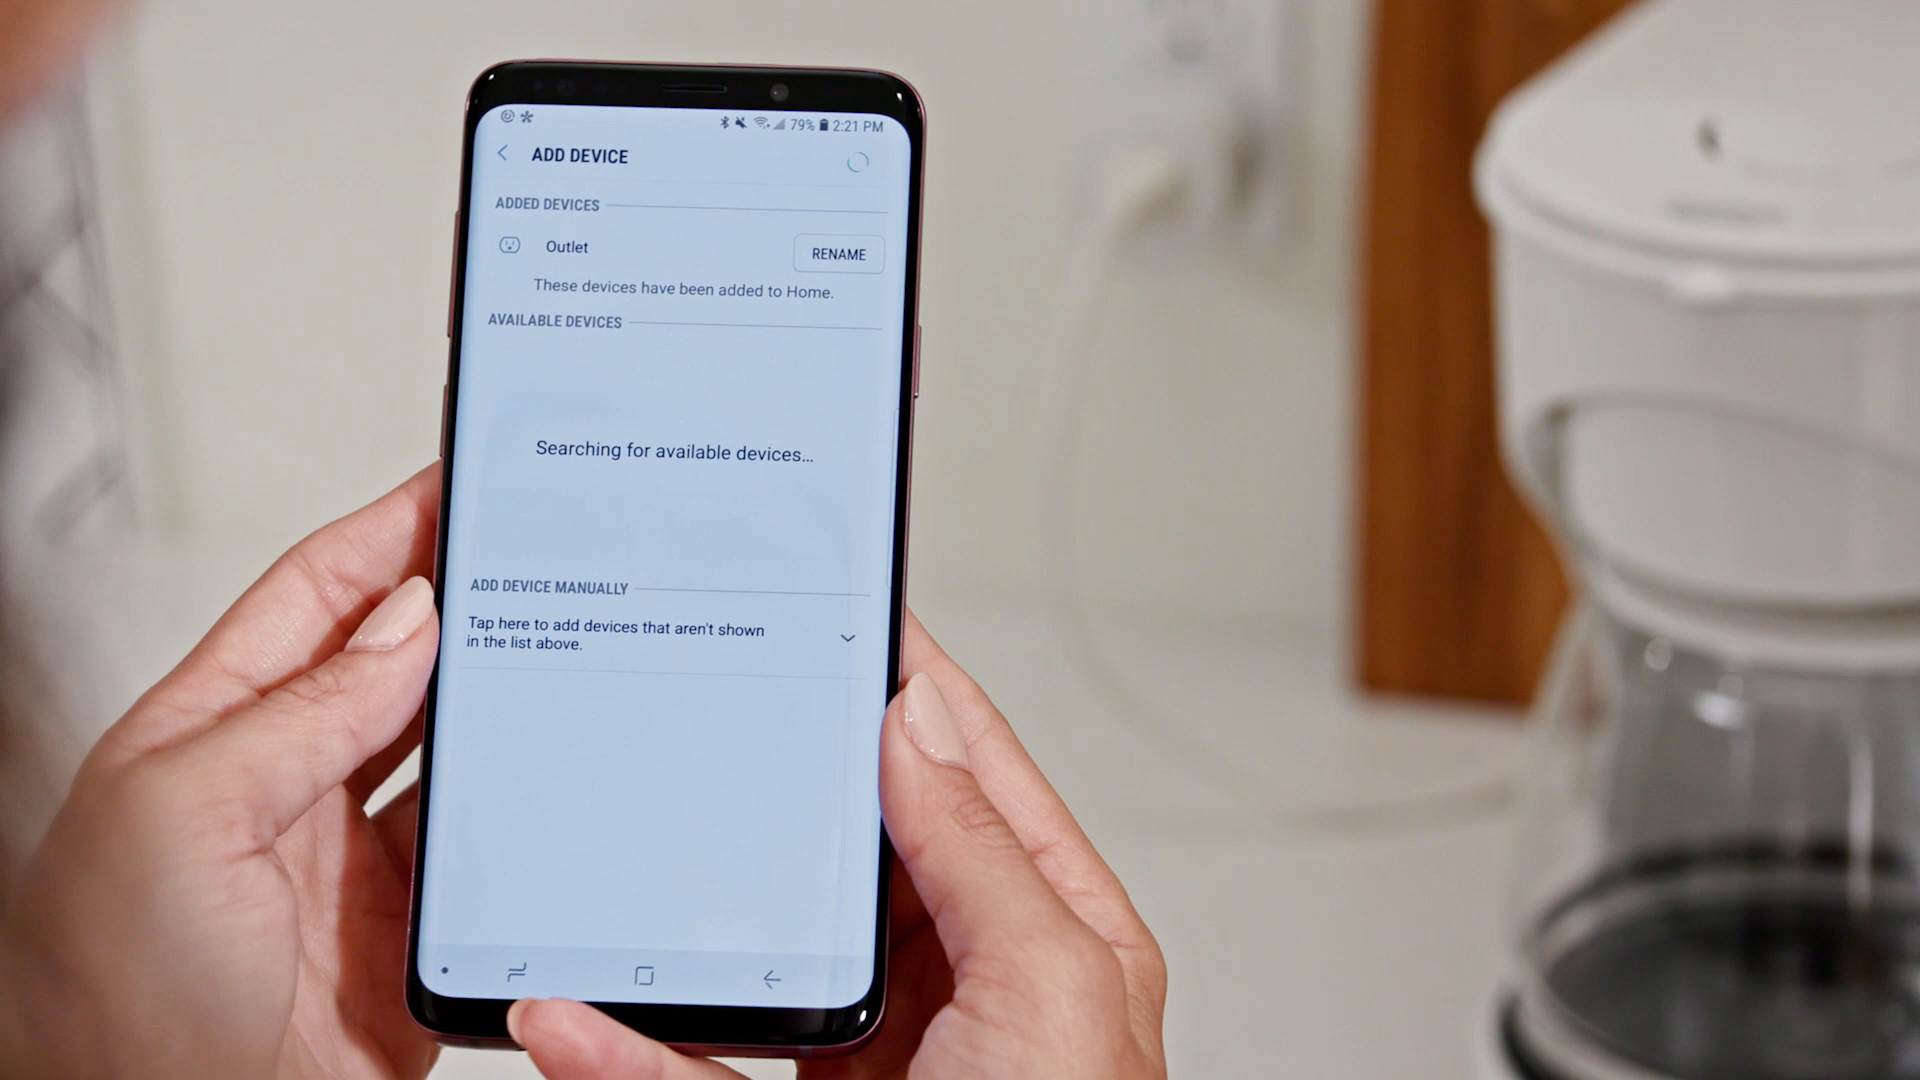 79% 2:21 PM
ADD DEVICE
ADDED DEVICES
Outlet
RENAME
These devices have been added to Home.
AVAILABLE DEVICES
Searching for available devices...
ADD DEVICE MANUALLY
Tap here to add devices that aren't shown
in the list above.